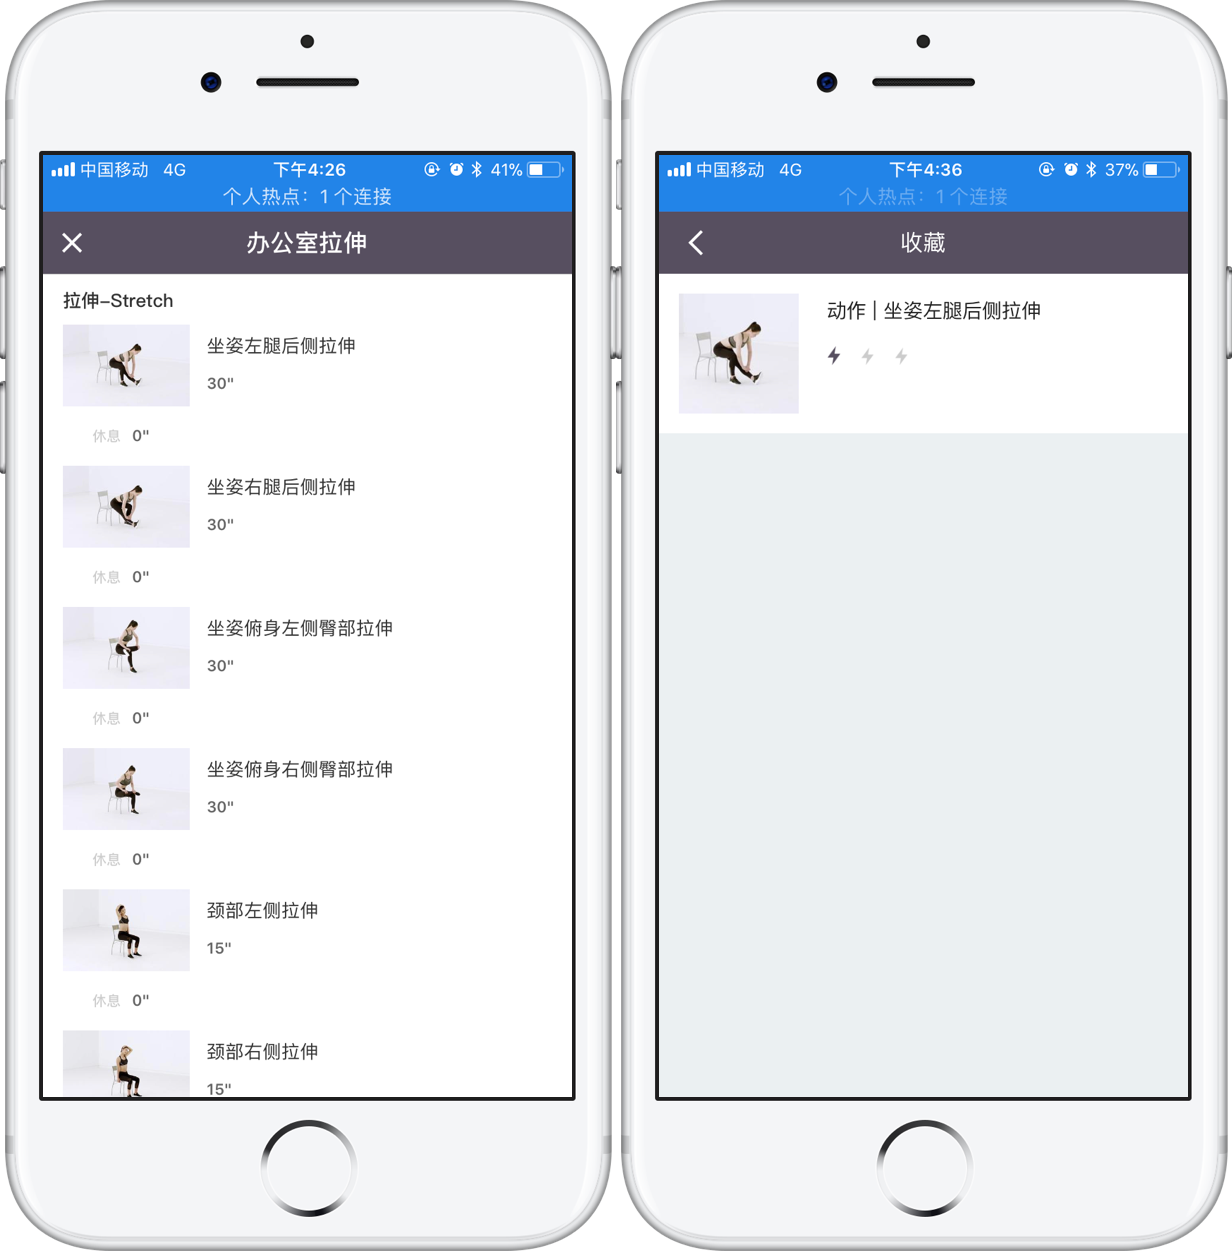 中国移动 4G 下午4:26 41%
个人热点：1 个连接
办公室拉伸
拉伸-Stretch
坐姿左腿后侧拉伸
30"
休息 0"
坐姿右腿后侧拉伸
30"
休息 0"
坐姿俯身左侧臀部拉伸
30"
休息 0"
坐姿俯身右侧臀部拉伸
30"
休息 0"
颈部左侧拉伸
15"
休息 0"
颈部右侧拉伸
15"
中国移动 4G 下午4:36 37%
个人热点：1 个连接
收藏
动作 | 坐姿左腿后侧拉伸